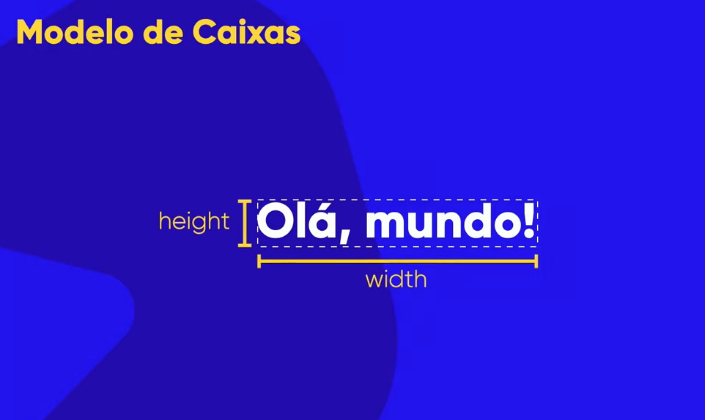 Modelo de Caixas
height
Olá, mundo!
width